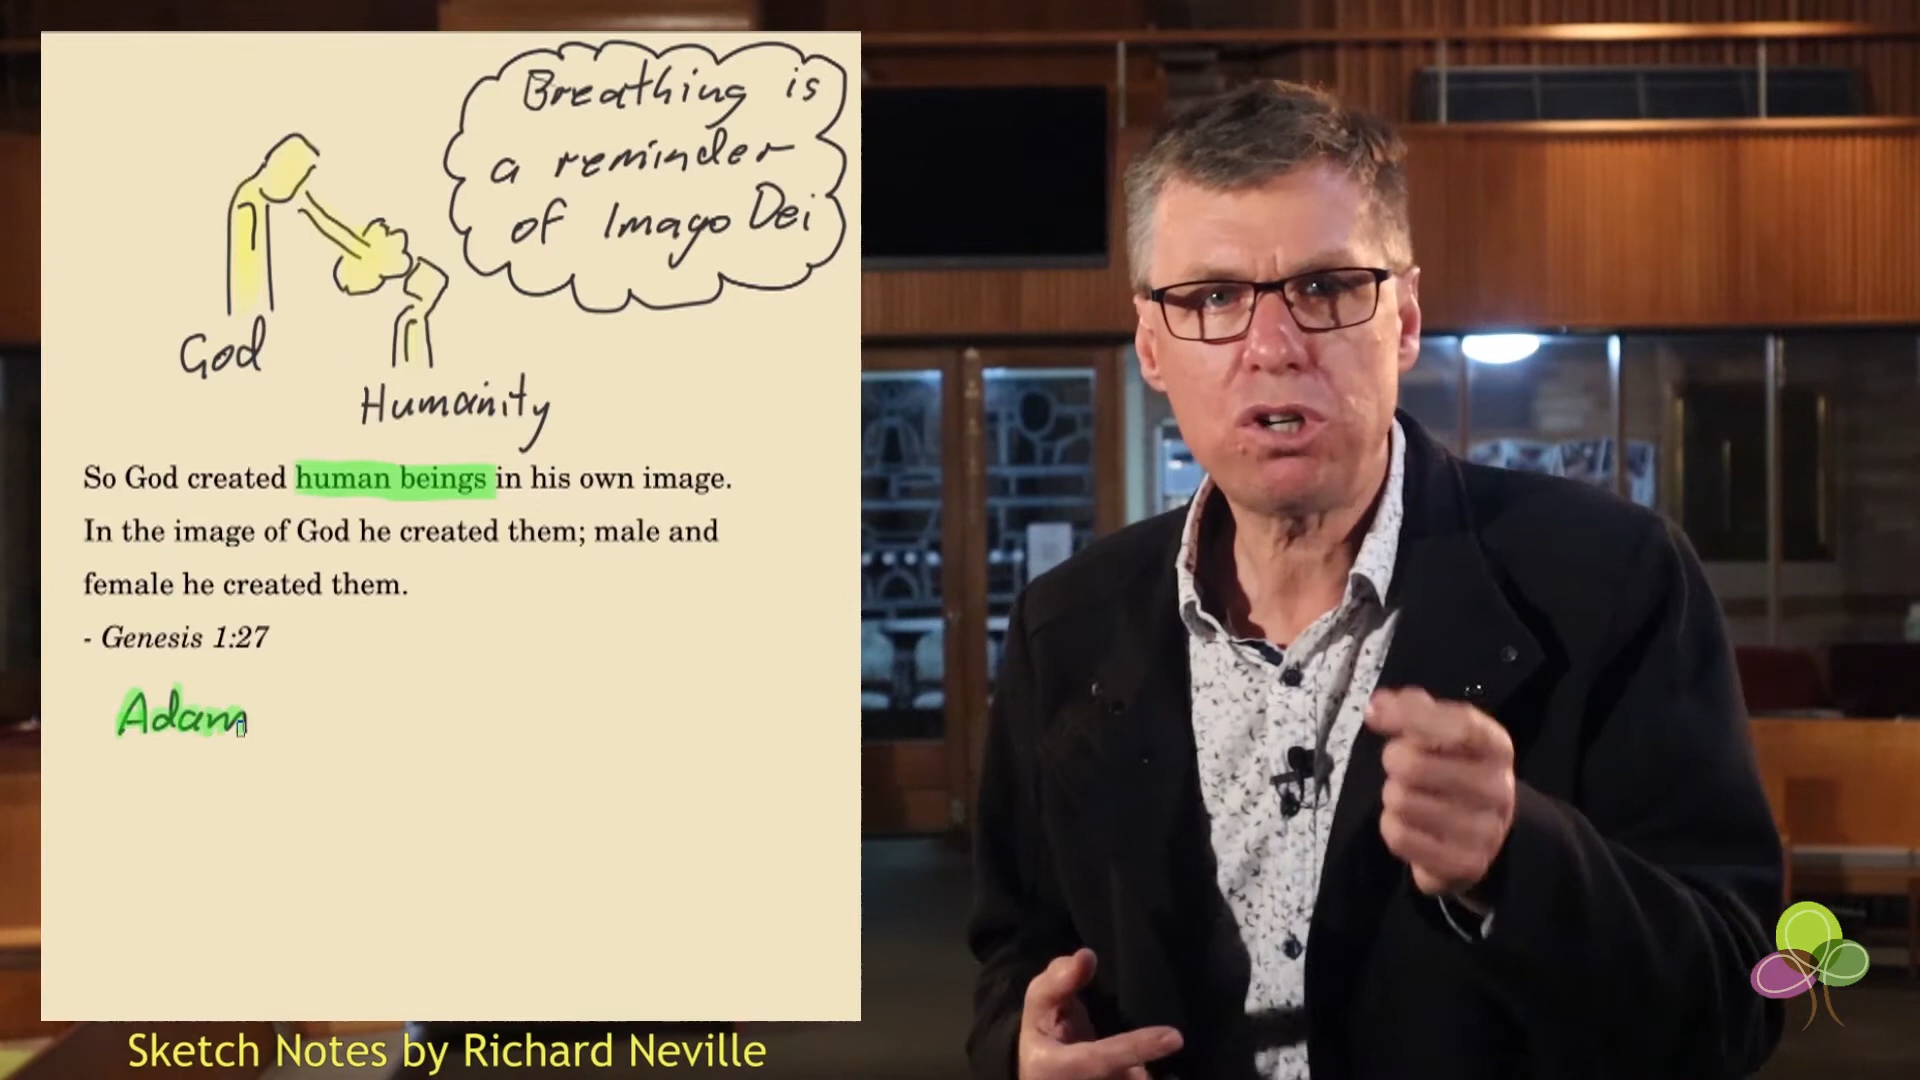 Breathing is
a reminder
of Imago Dei
God
Humanity
So God created human beings in his own image.
In the image of God he created them; male and
female he created them.
- Genesis 1:27
Adam
Sketch Notes by Richard Neville